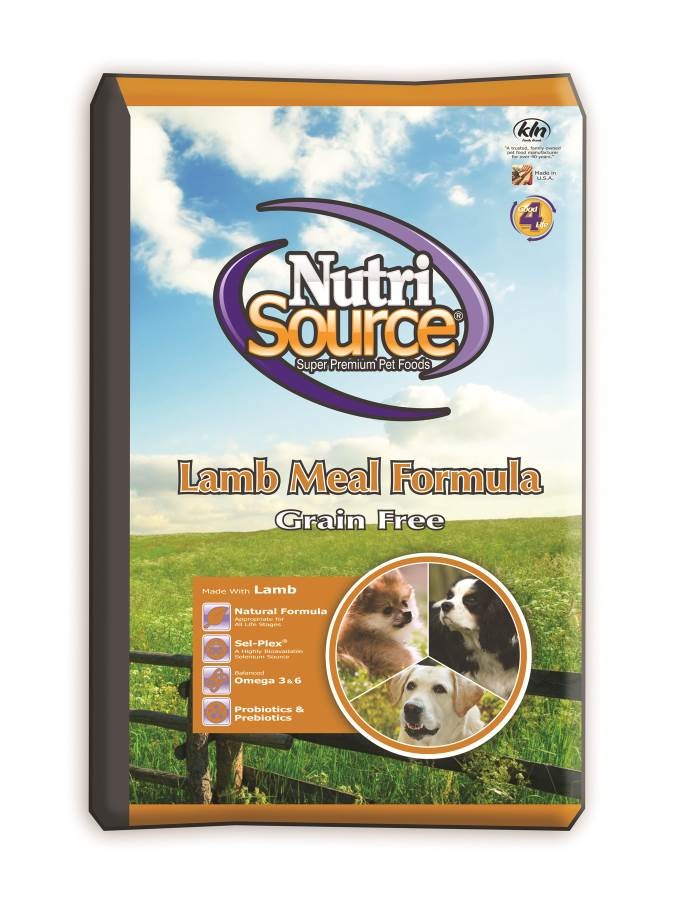 kln
Family Brands
"A trusted, family owned
pet food manufacturer
for over 40 years."
Made in
U.S.A.
Good
4
Life
Nutri
Source®
Super Premium Pet Foods
Lamb Meal Formula
Grain Free
Made With Lamb
Natural Formula
Appropriate for
All Life Stages
Sel-Plex®
A Highly Bioavailable
Selenium Source
Balanced
Omega 3 & 6
Probiotics &
Prebiotics